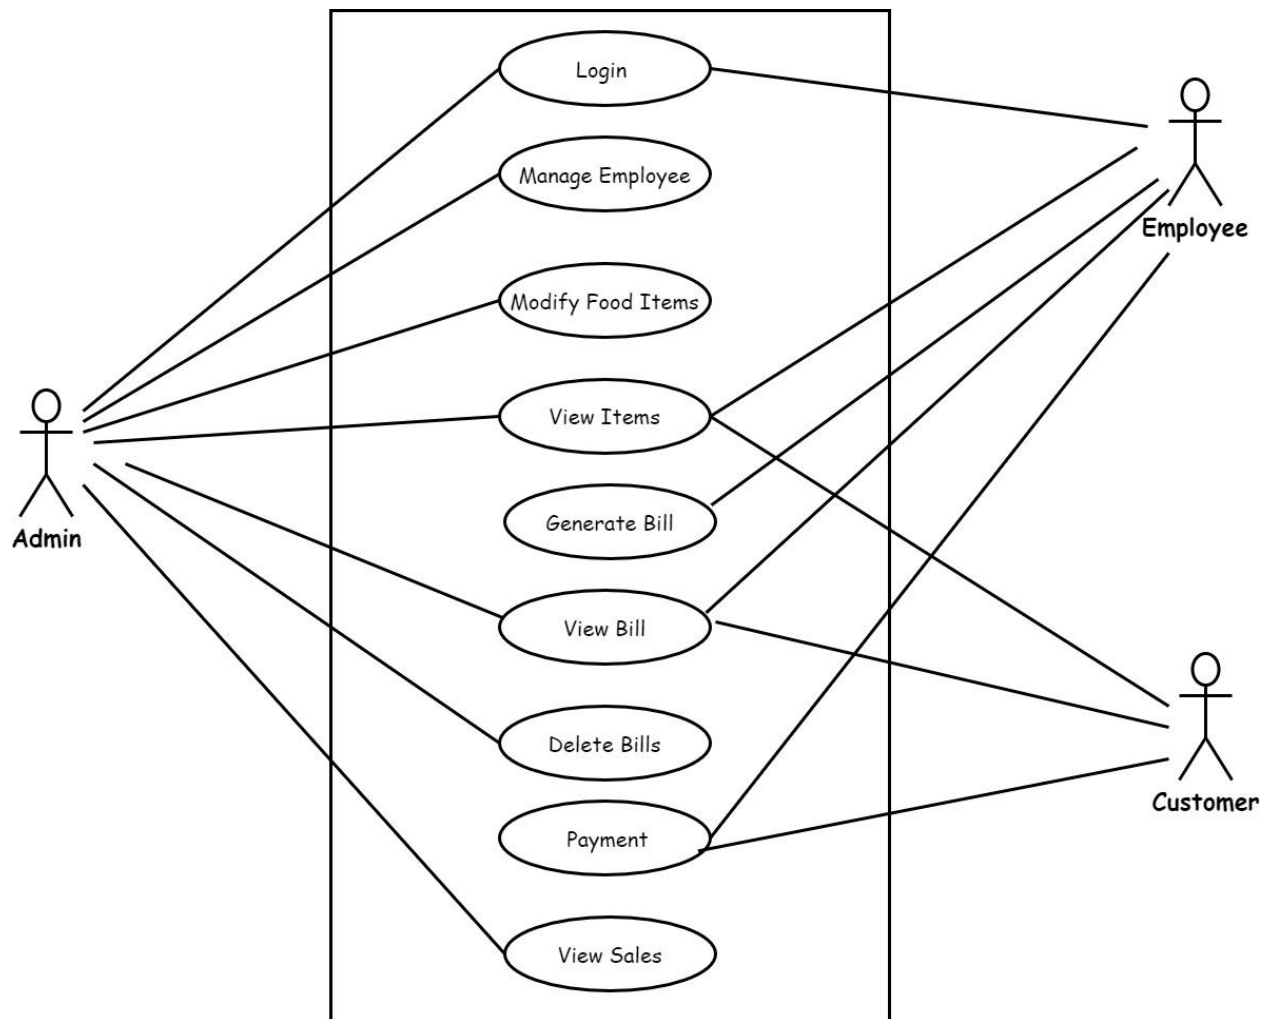 Login
Manage Employee
Modify Food Items
View Items
Generate Bill
View Bill
Delete Bills
Payment
View Sales
Admin
Employee
Customer